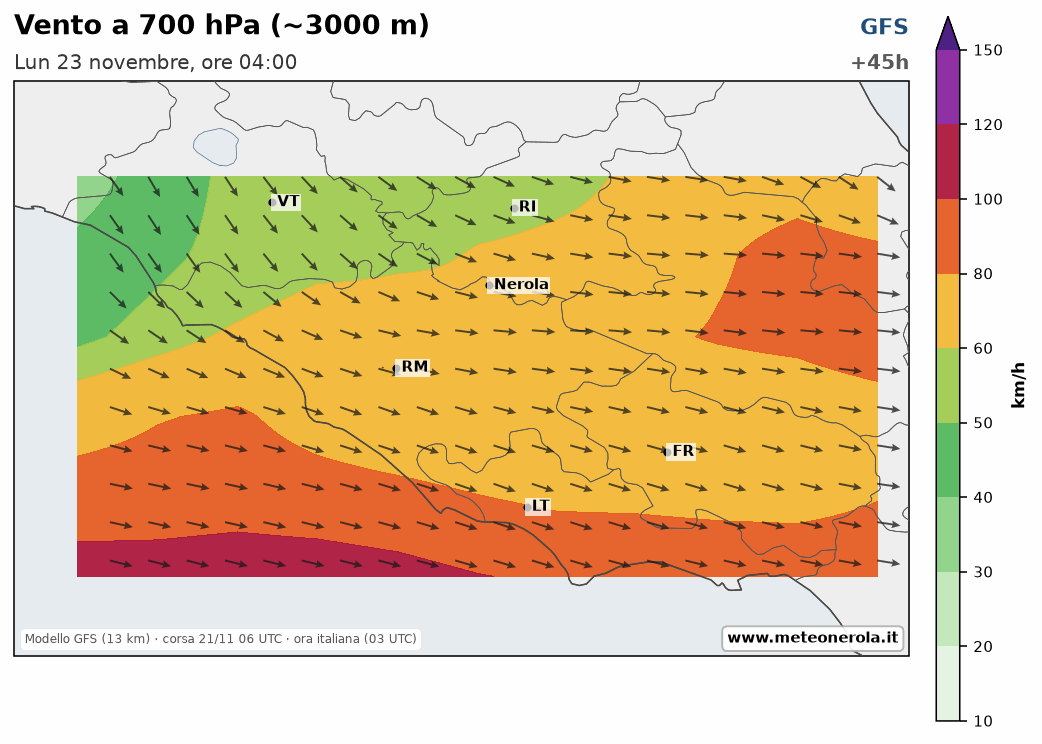 Vento a 700 hPa (~3000 m)
GFS
Lun 23 novembre, ore 04:00
+45h
150
120
100
80
60
50
40
30
20
10
km/h
VT
RI
Nerola
RM
FR
LT
Modello GFS (13 km) · corsa 21/11 06 UTC · ora italiana (03 UTC)
www.meteonerola.it